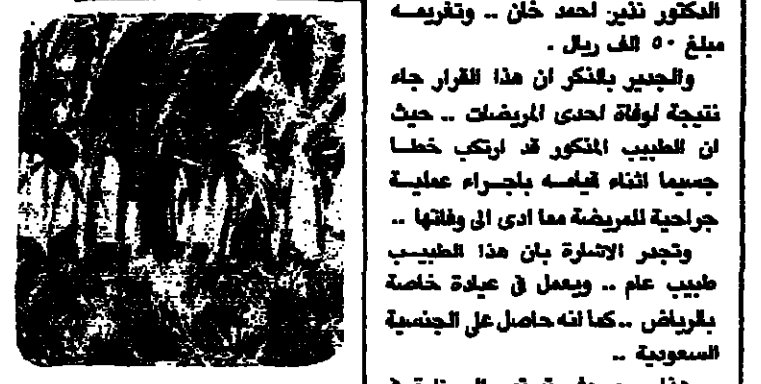 الدكتور نذير احمد خان .. وتغريمه
مبلغ ٥٠ الف ريال .
والجدير بالذكر ان هذا القرار جاء
نتيجة لوفاة احدى المريضات .. حيث
ان الطبيب المذكور قد ارتكب خطا
جسيما اثناء قيامه باجراء عملية
جراحية للمريضة مما ادى الى وفاتها ..
وتجدر الاشارة بان هذا الطبيب
طبيب عام .. ويعمل في عيادة خاصة
بالرياض .. كما انه حاصل على الجنسية
السعودية ..